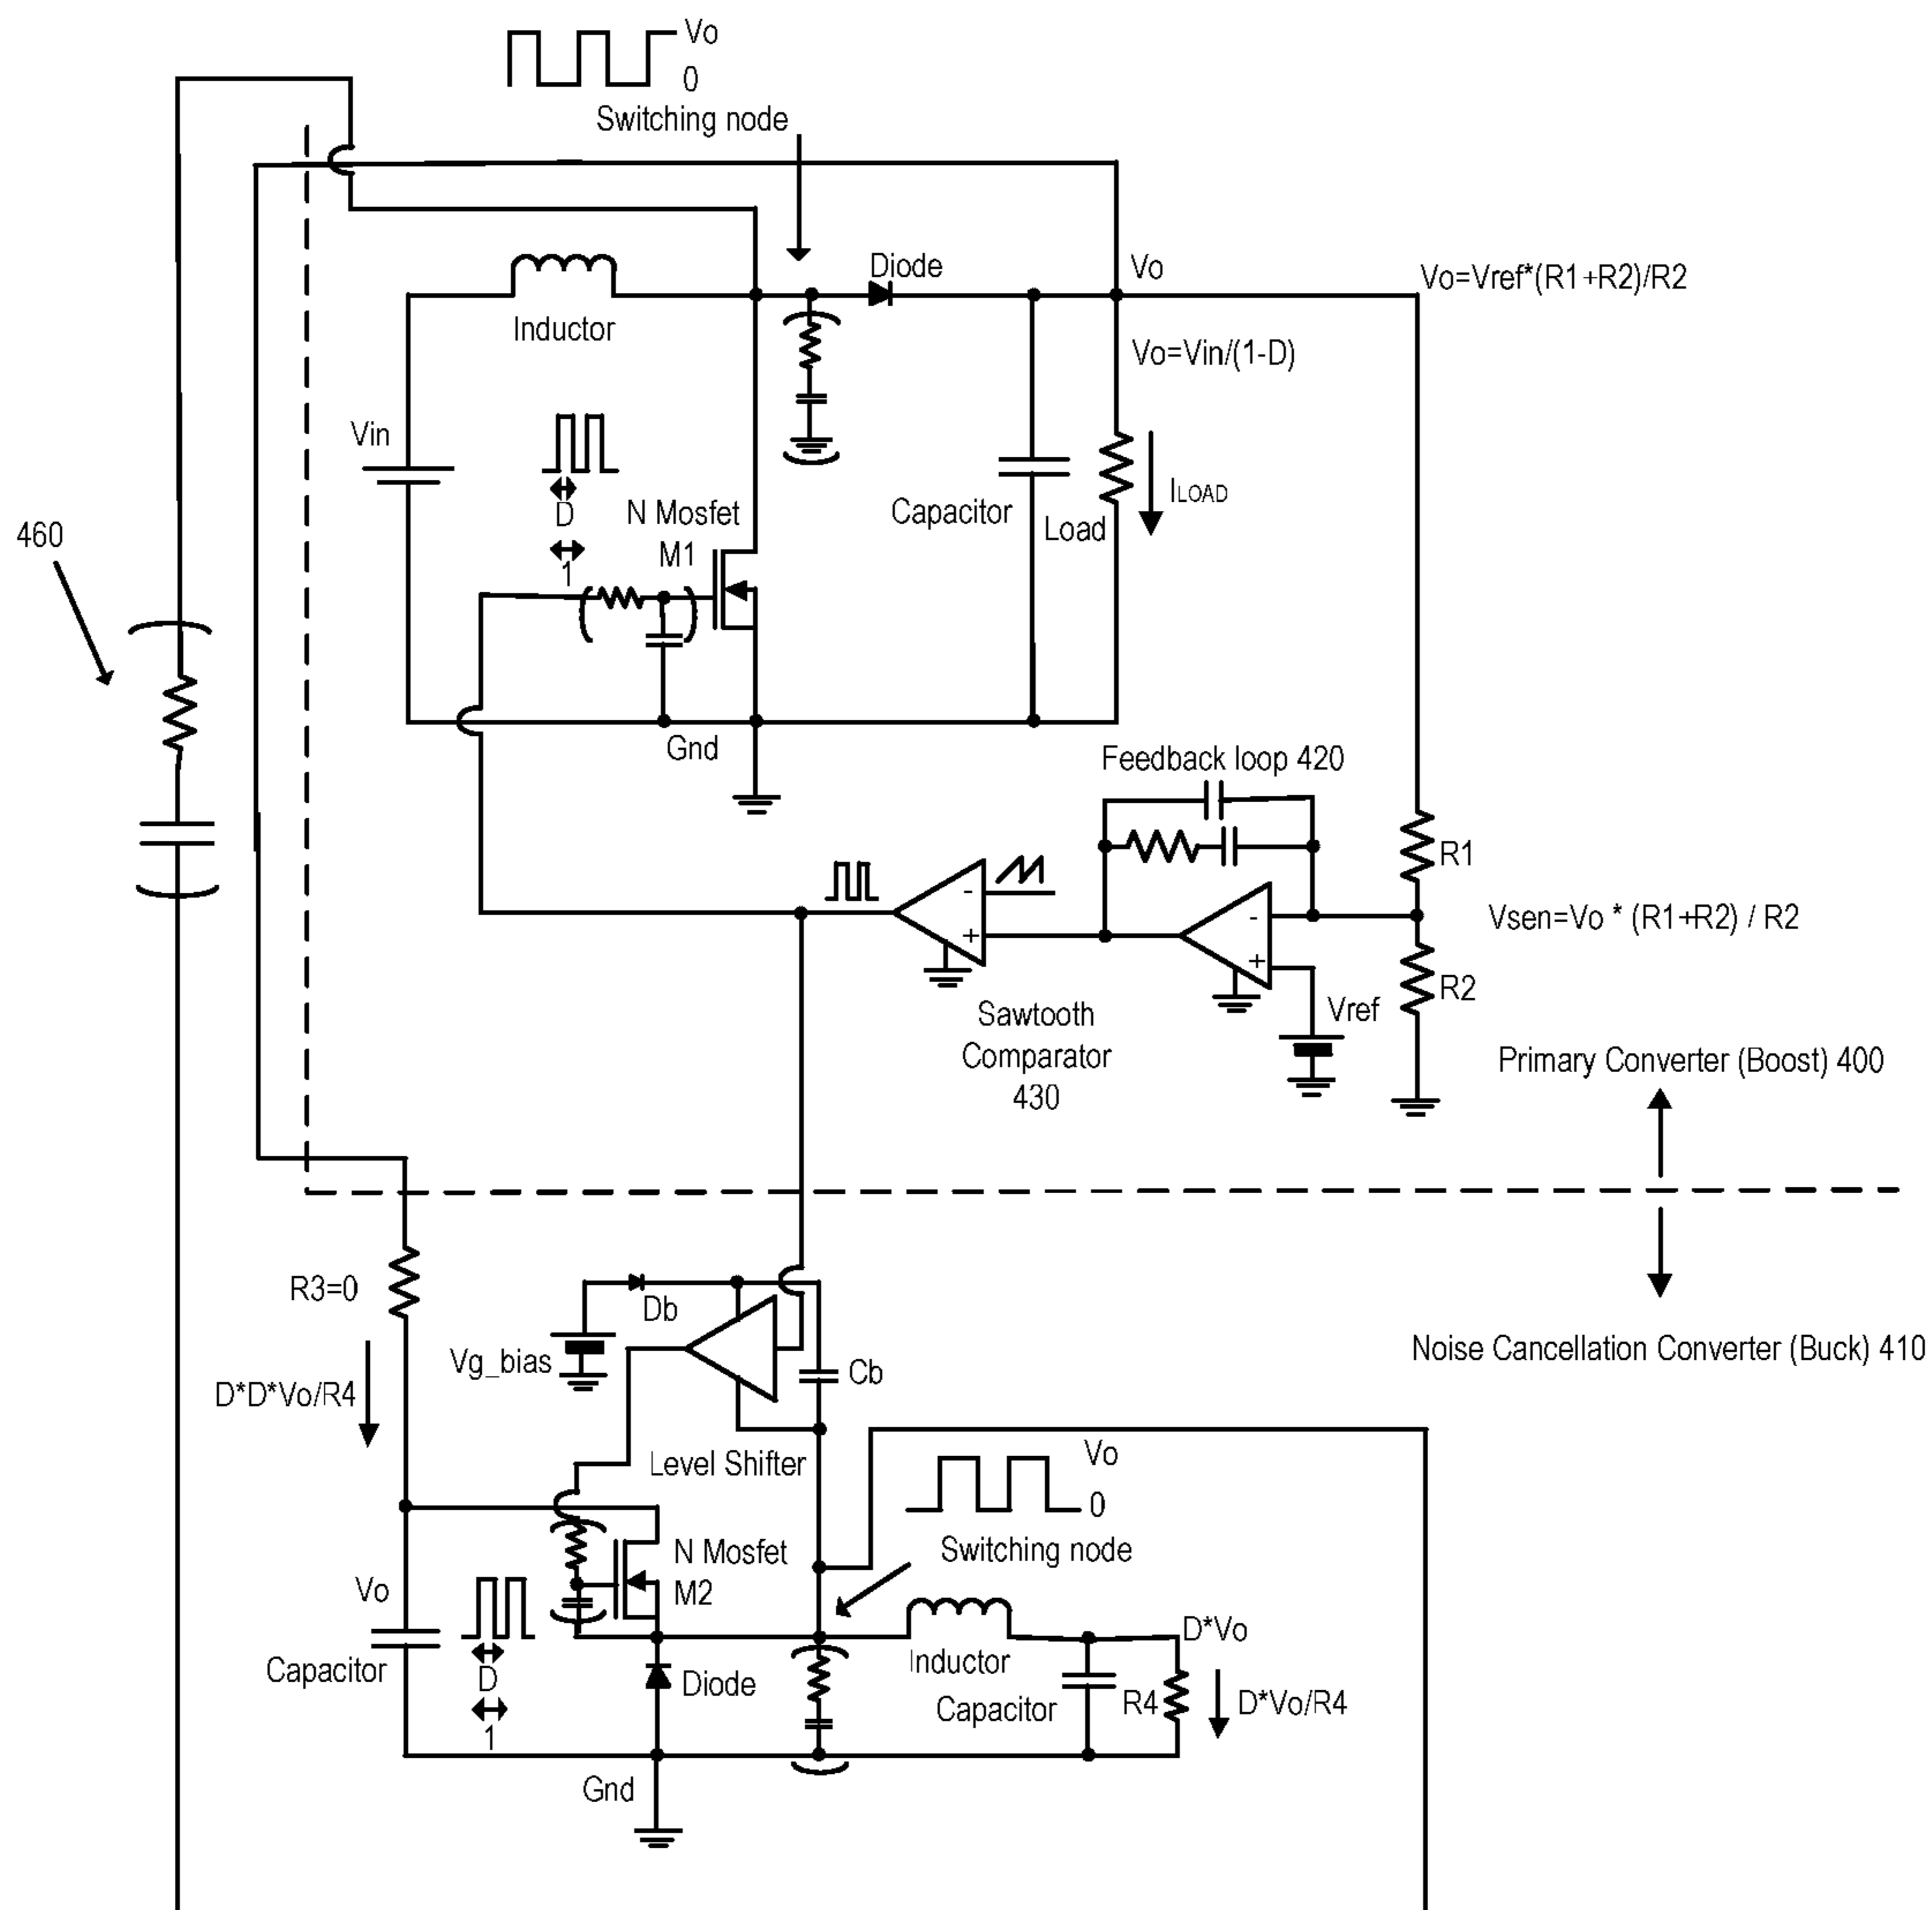 Vo
0
Switching node
Diode
Vo
Vo=Vref*(R1+R2)/R2
Inductor
Vo=Vin/(1-D)
Vin
D
1
N Mosfet
M1
Capacitor
Load
ILOAD
460
Gnd
Feedback loop 420
R1
-
+
-
+
Vsen=Vo * (R1+R2) / R2
R2
Vref
Sawtooth
Comparator
430
Primary Converter (Boost) 400
R3=0
Db
Vg_bias
Cb
Noise Cancellation Converter (Buck) 410
D*D*Vo/R4
Level Shifter
Vo
0
Switching node
N Mosfet
M2
Vo
Capacitor
D
1
Diode
Inductor
Capacitor
D*Vo
R4
D*Vo/R4
Gnd